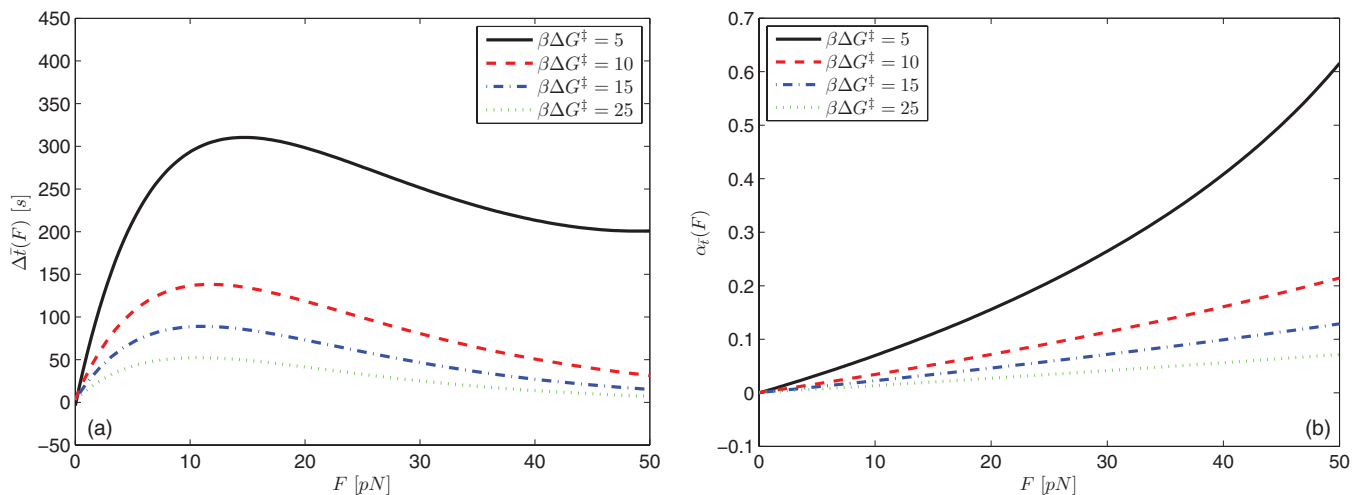 450
400
350
300
250
200
150
100
50
0
−50
0 10 20 30 40 50
Δt̄(F) [s]
F [pN]
(a)
βΔG‡ = 5
βΔG‡ = 10
βΔG‡ = 15
βΔG‡ = 25
0.7
0.6
0.5
0.4
0.3
0.2
0.1
0
−0.1
0 10 20 30 40 50
αt̄(F)
F [pN]
(b)
βΔG‡ = 5
βΔG‡ = 10
βΔG‡ = 15
βΔG‡ = 25